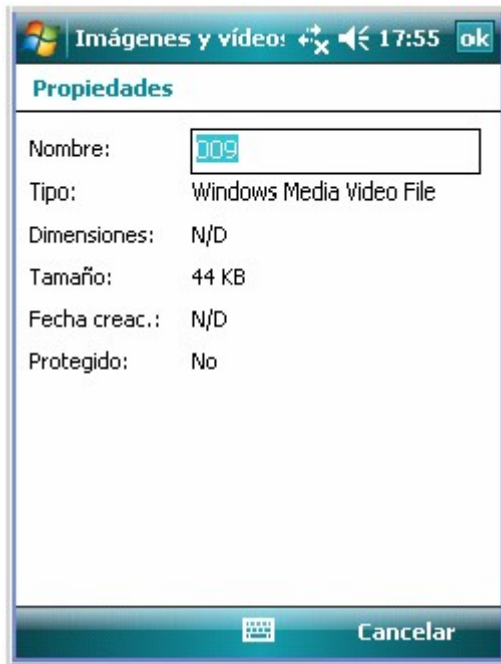 Imágenes y vídeo: 17:55 ok
Propiedades
Nombre: 009
Tipo: Windows Media Video File
Dimensiones: N/D
Tamaño: 44 KB
Fecha creac.: N/D
Protegido: No
Cancelar